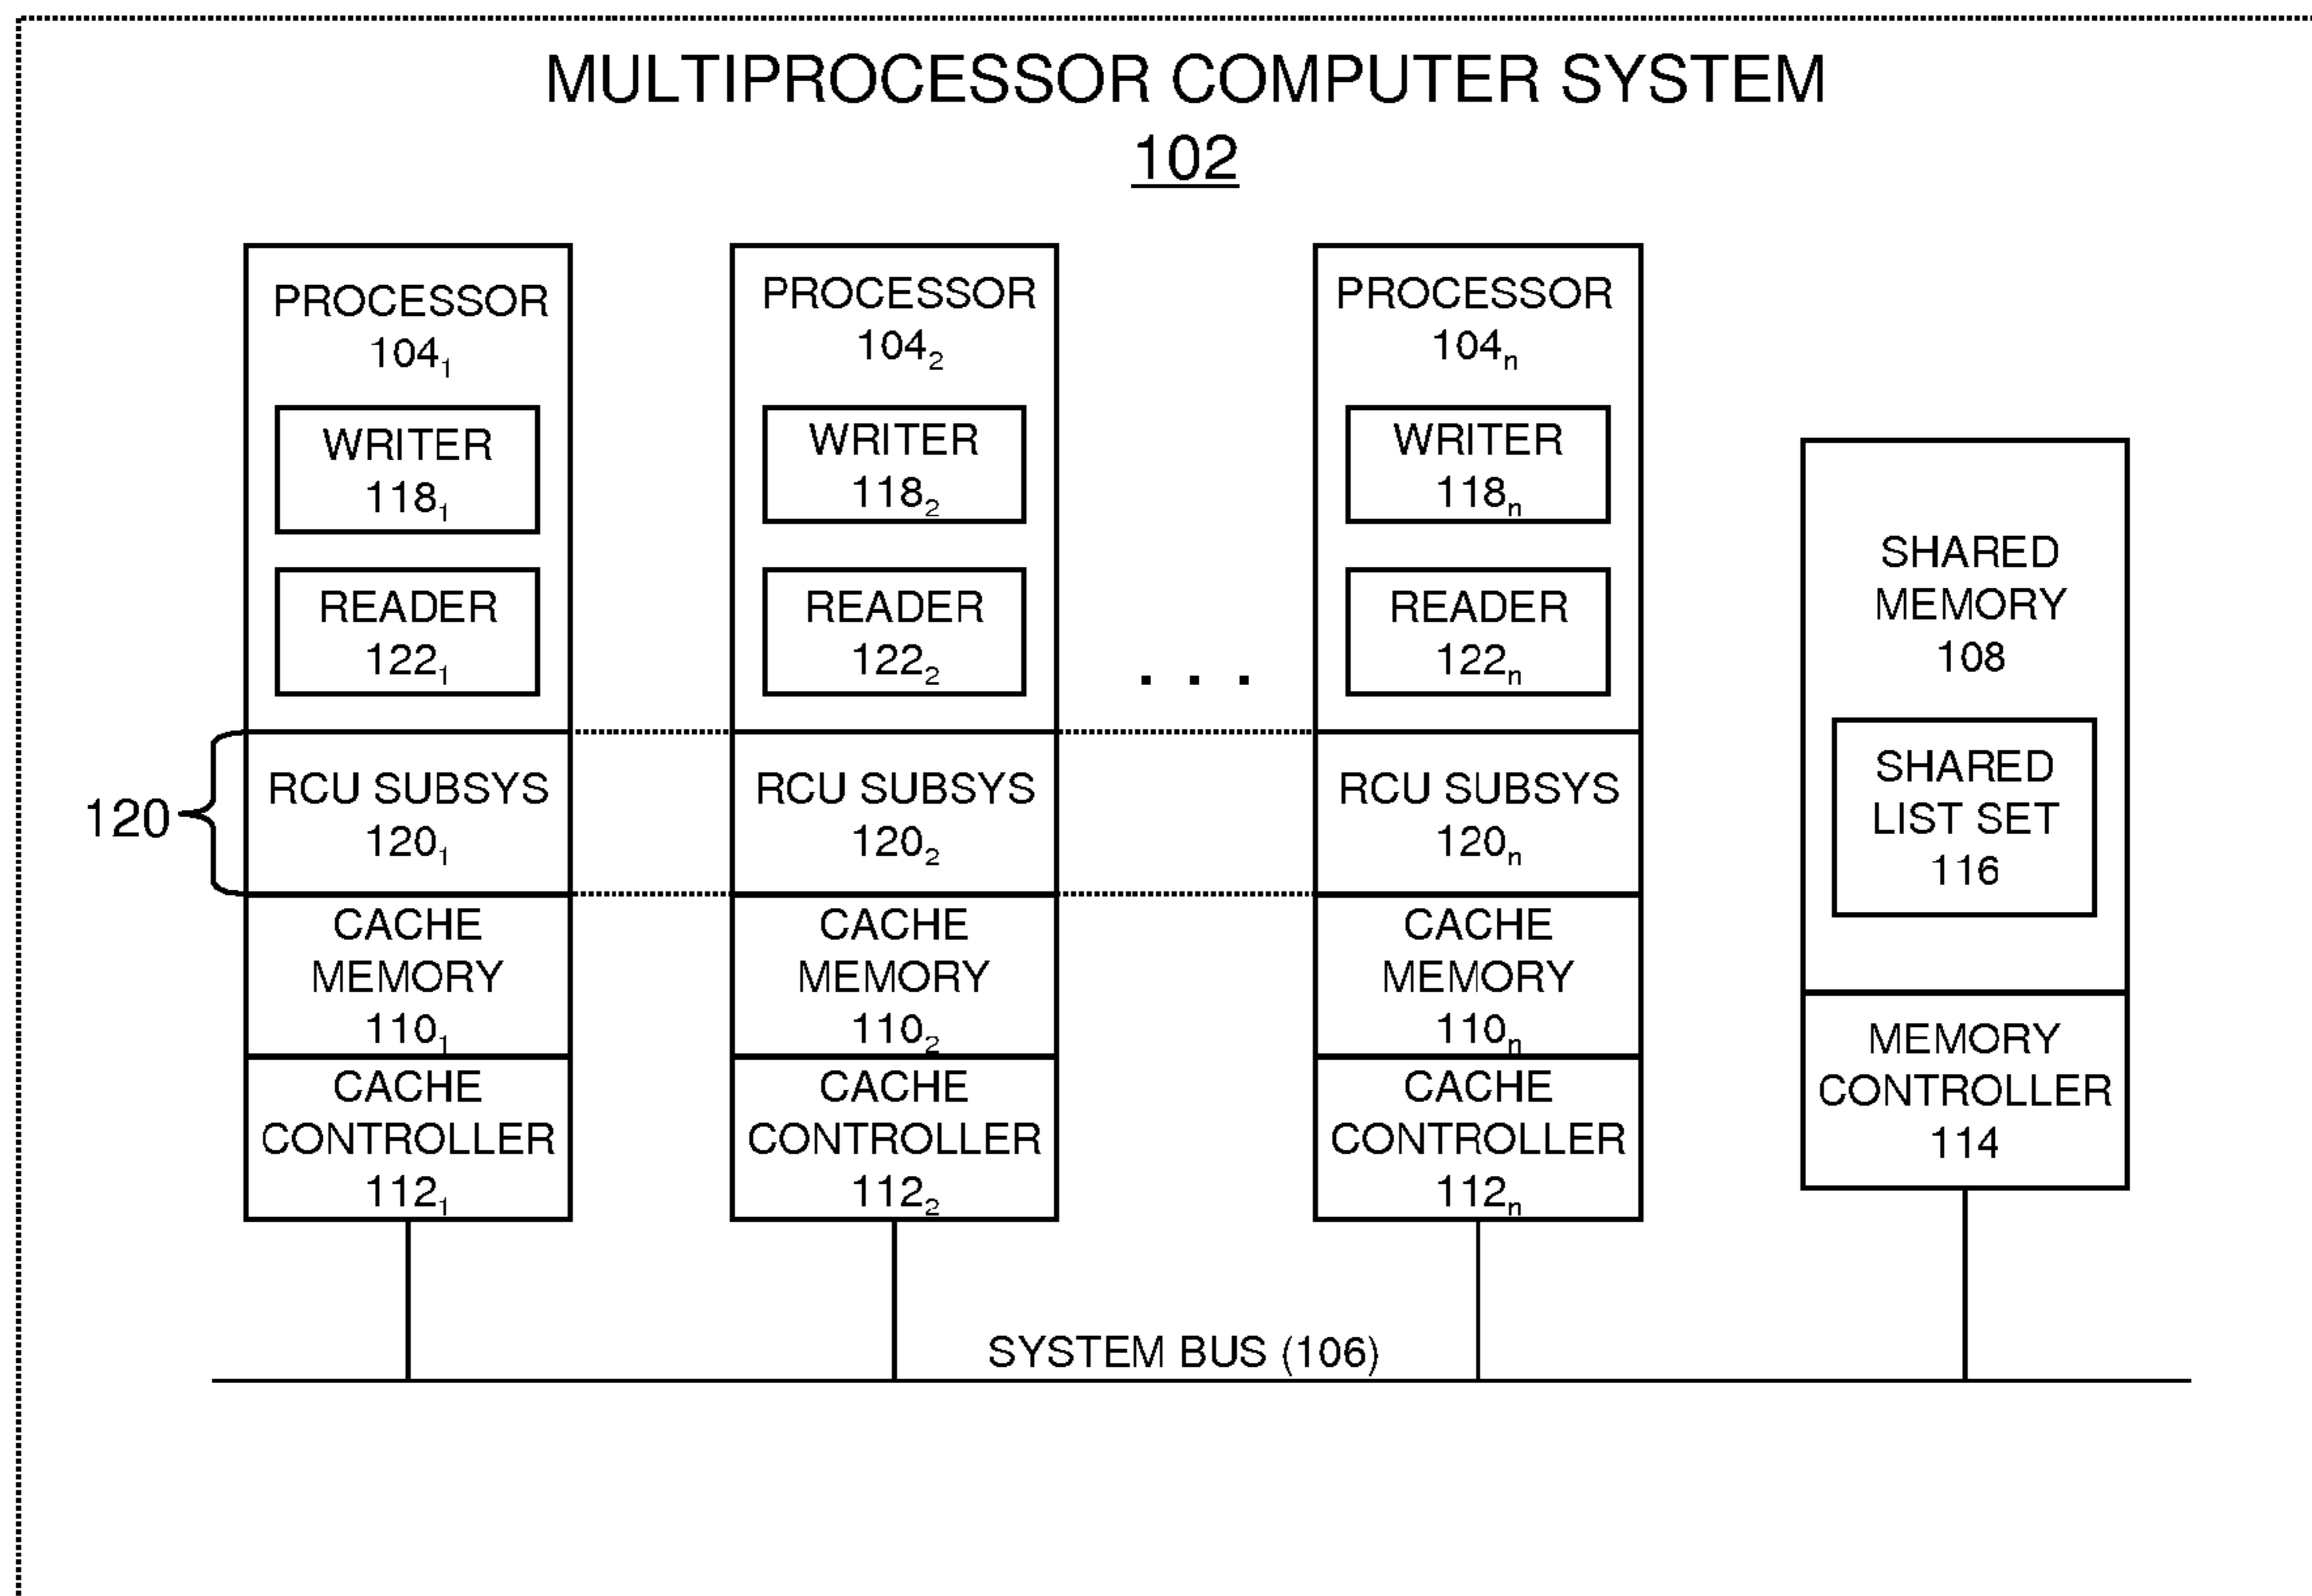 MULTIPROCESSOR COMPUTER SYSTEM
102
PROCESSOR
104₁
WRITER
118₁
READER
122₁
RCU SUBSYS
120₁
CACHE
MEMORY
110₁
CACHE
CONTROLLER
112₁
120
PROCESSOR
104₂
WRITER
118₂
READER
122₂
RCU SUBSYS
120₂
CACHE
MEMORY
110₂
CACHE
CONTROLLER
112₂
. . .
PROCESSOR
104ₙ
WRITER
118ₙ
READER
122ₙ
RCU SUBSYS
120ₙ
CACHE
MEMORY
110ₙ
CACHE
CONTROLLER
112ₙ
SHARED
MEMORY
108
SHARED
LIST SET
116
MEMORY
CONTROLLER
114
SYSTEM BUS (106)